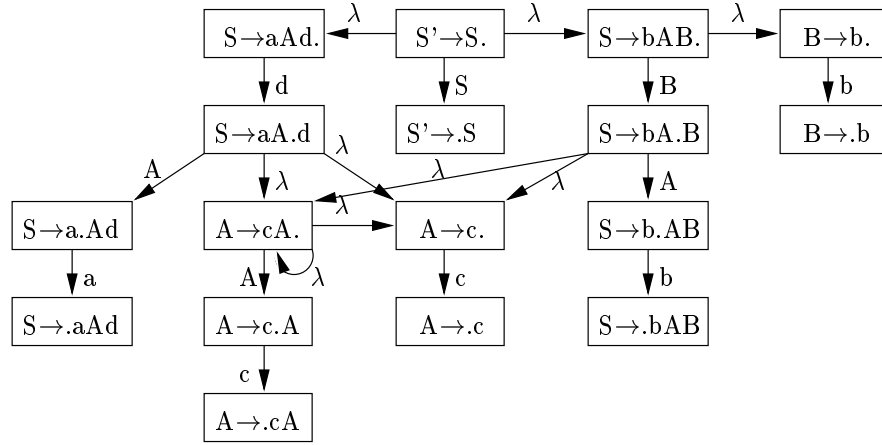 λ λ λ
S→aAd. S'→S. S→bAB. B→b.
d S B b
S→aA.d S'→.S S→bA.B B→.b
A λ λ λ λ A
λ
S→a.Ad A→cA. A→c. S→b.AB
a A λ c b
S→.aAd A→c.A A→.c S→.bAB
c
A→.cA